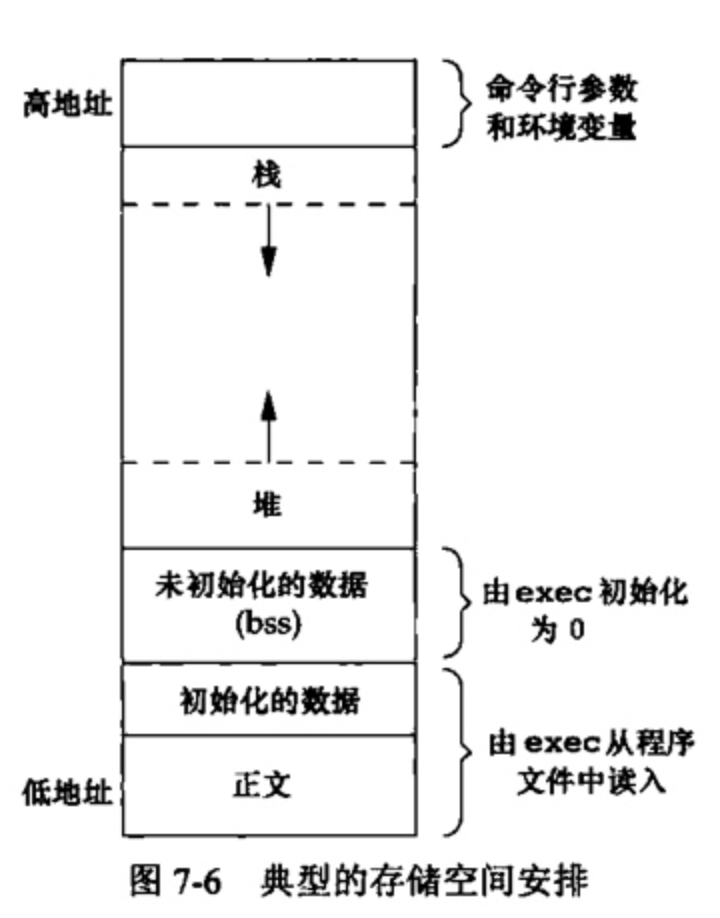 高地址
命令行参数
和环境变量
栈
堆
未初始化的数据
(bss)
由exec初始化
为 0
初始化的数据
由exec从程序
文件中读入
低地址
正文
图 7-6 典型的存储空间安排